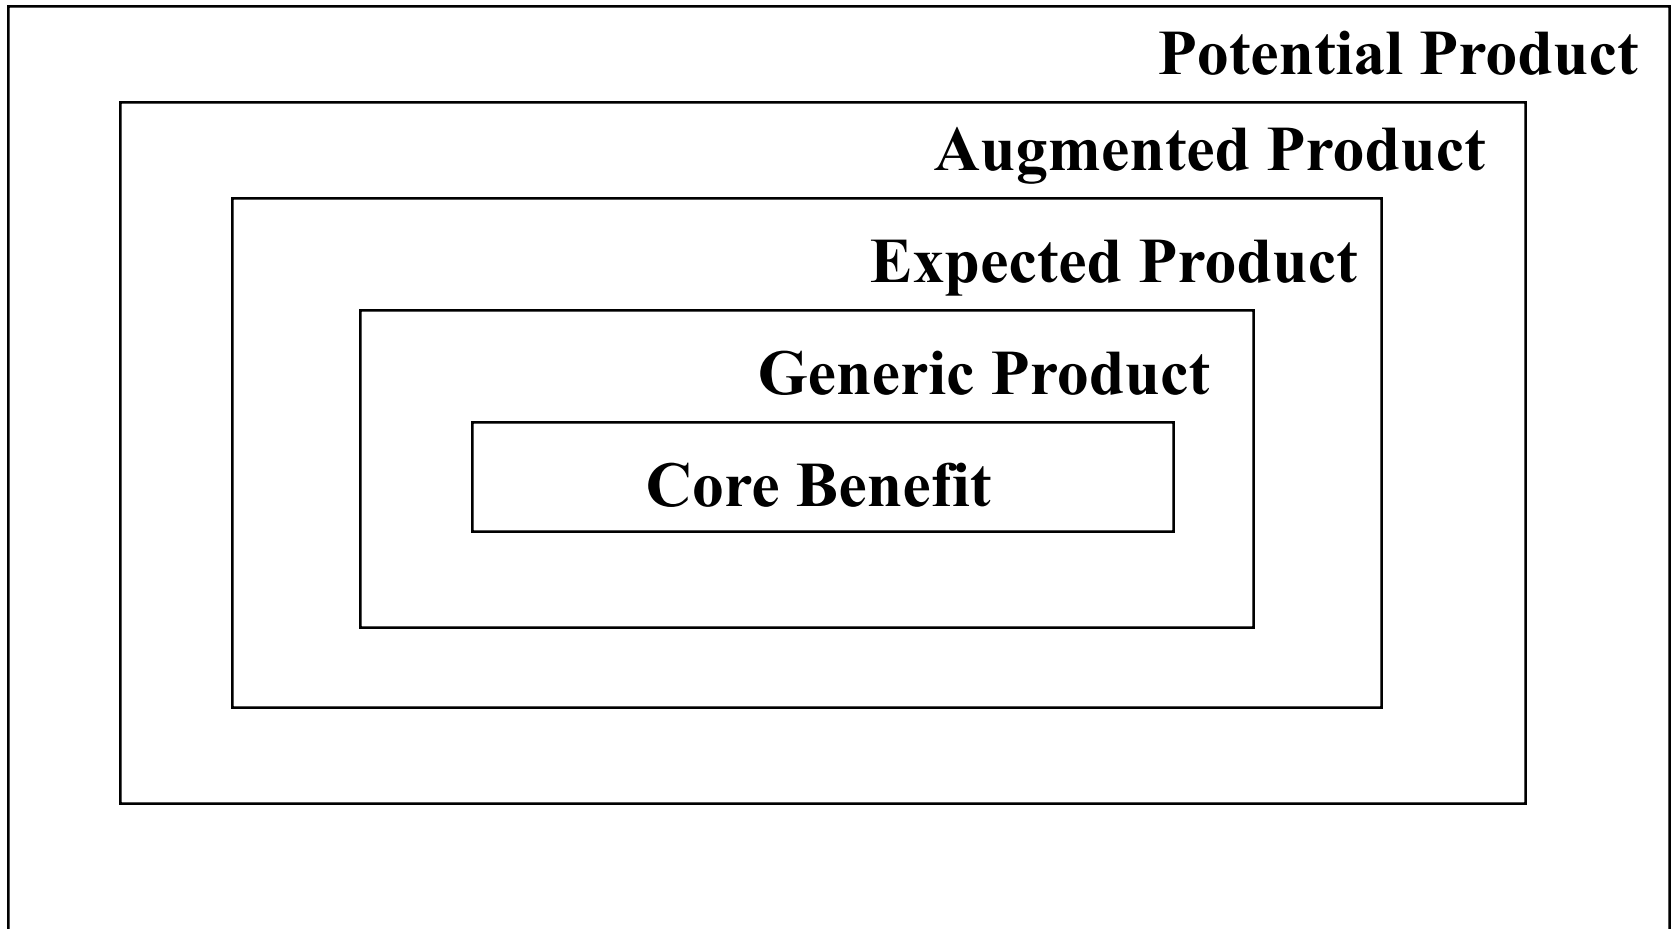 Potential Product
Augmented Product
Expected Product
Generic Product
Core Benefit